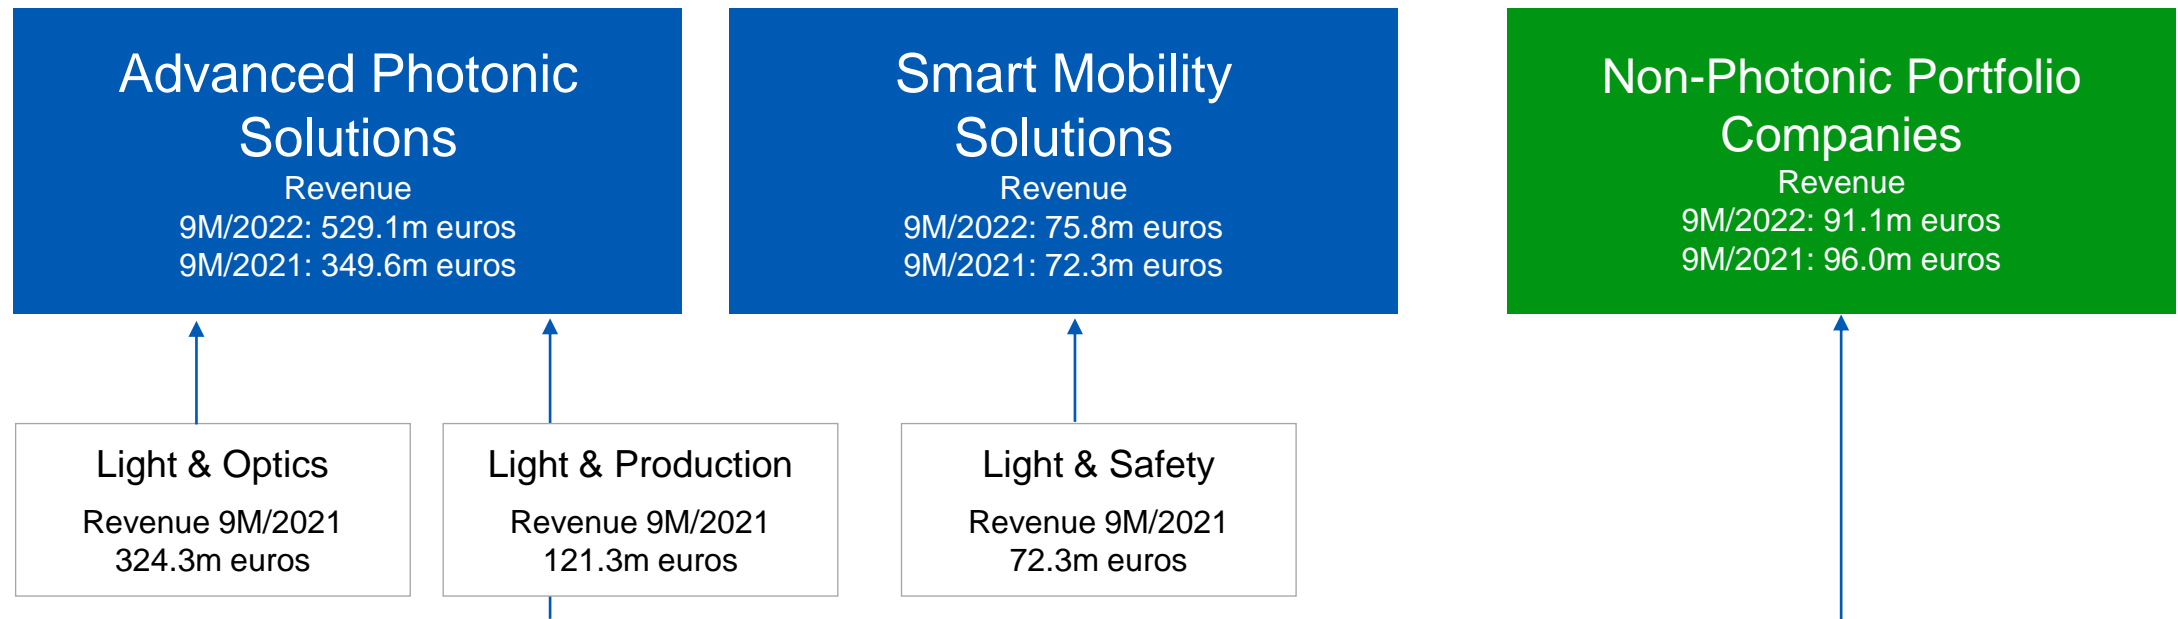 Advanced Photonic
Solutions
Revenue
9M/2022: 529.1m euros
9M/2021: 349.6m euros
Smart Mobility
Solutions
Revenue
9M/2022: 75.8m euros
9M/2021: 72.3m euros
Non-Photonic Portfolio
Companies
Revenue
9M/2022: 91.1m euros
9M/2021: 96.0m euros
Light & Optics
Revenue 9M/2021
324.3m euros
Light & Production
Revenue 9M/2021
121.3m euros
Light & Safety
Revenue 9M/2021
72.3m euros